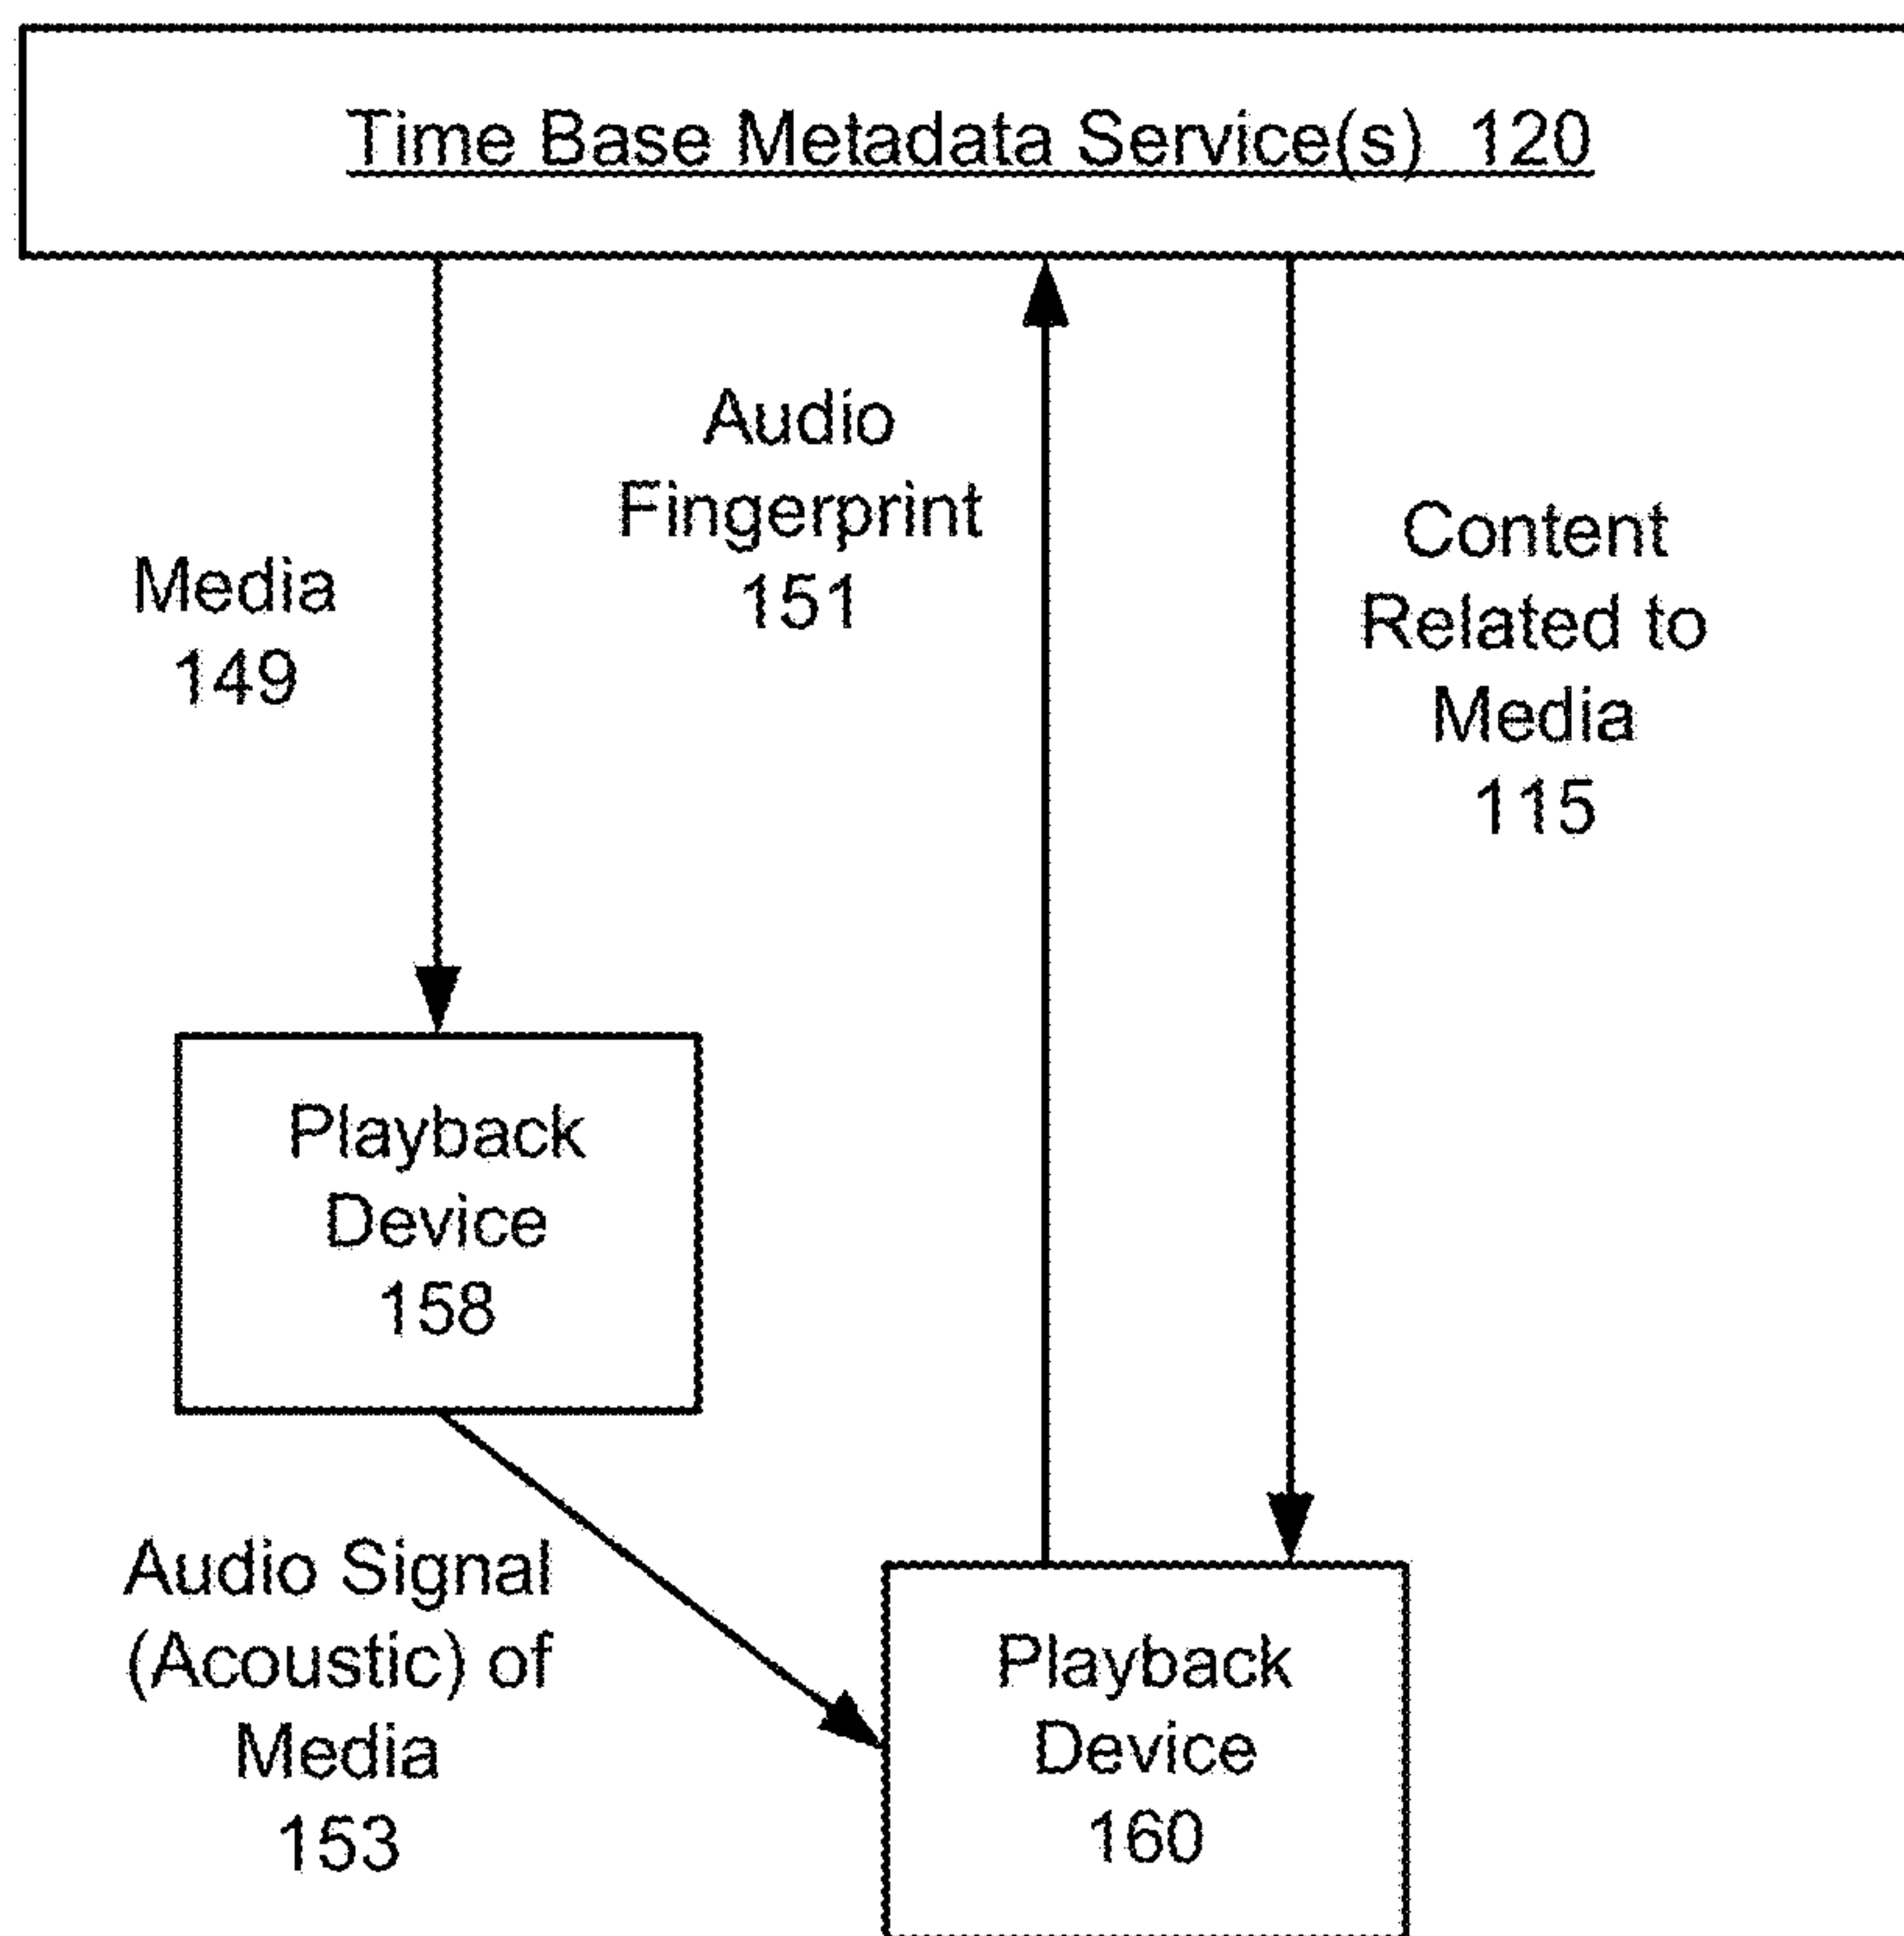 Time Base Metadata Service(s) 120
Media
149
Audio
Fingerprint
151
Content
Related to
Media
115
Playback
Device
158
Audio Signal
(Acoustic) of
Media
153
Playback
Device
160